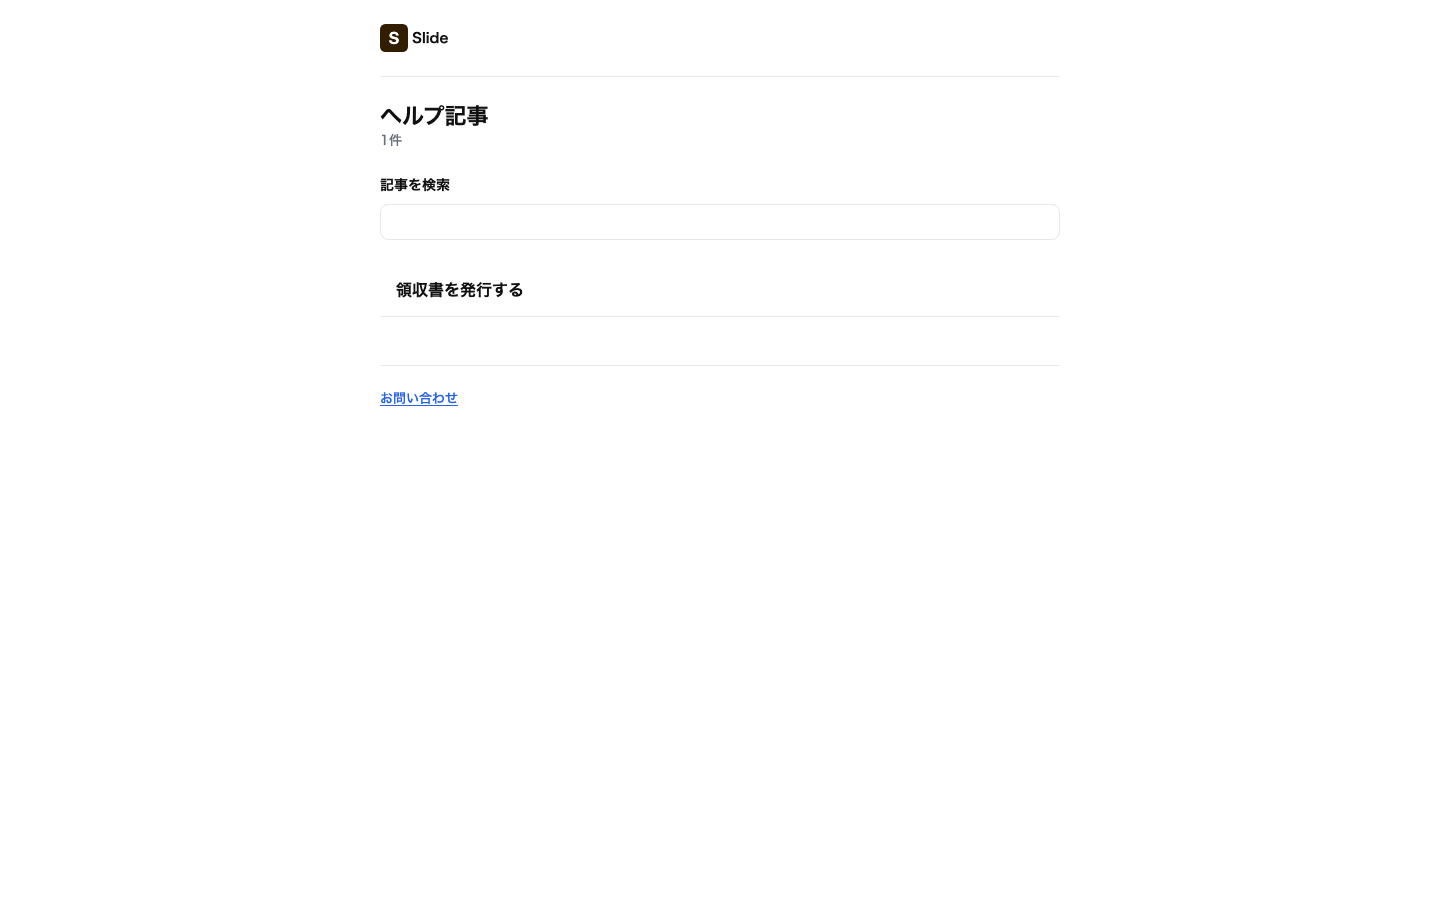 S Slide
ヘルプ記事
1件
記事を検索
領収書を発行する
お問い合わせ